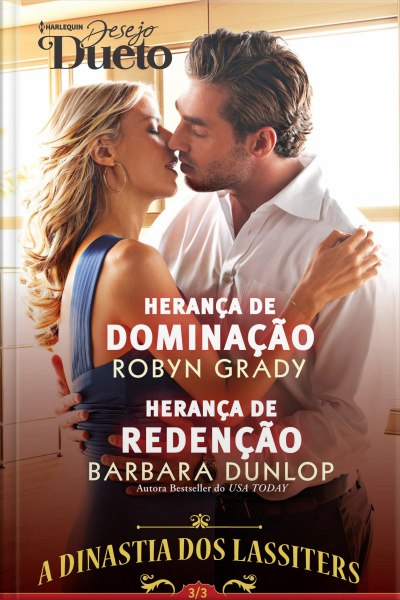 HARLEQUIN
Desejo
Dueto
HERANÇA DE
DOMINAÇÃO
ROBYN GRADY
HERANÇA DE
REDENÇÃO
BARBARA DUNLOP
Autora Bestseller do USA TODAY
A DINASTIA DOS LASSITERS
3/3